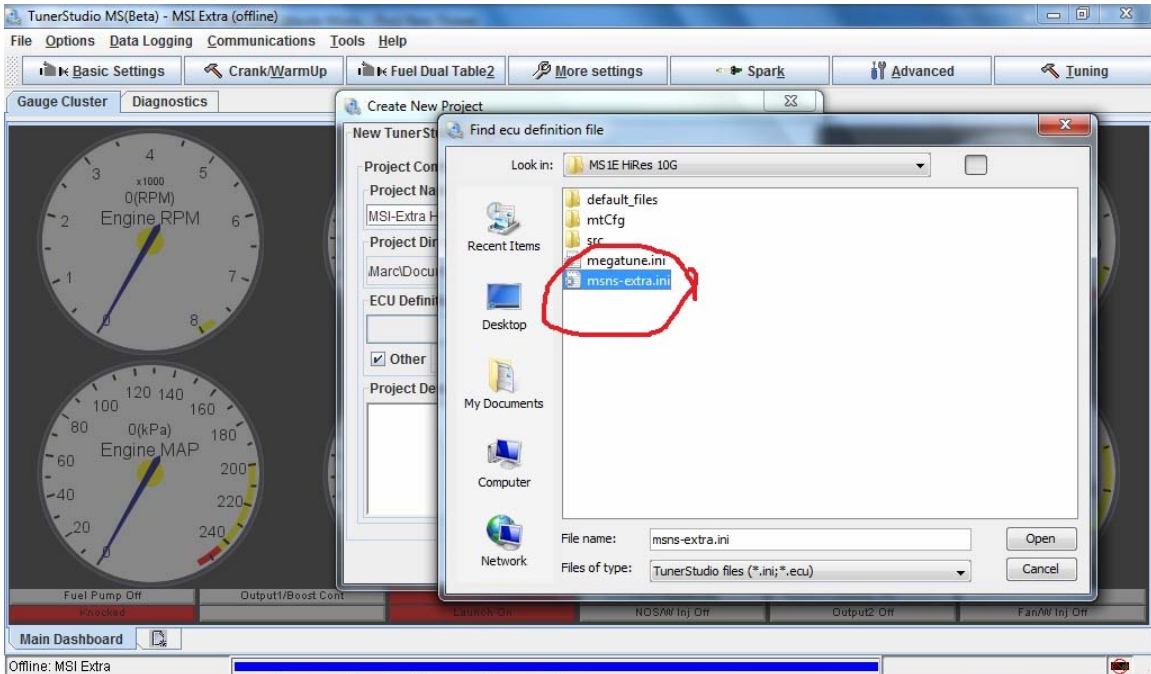 TunerStudio MS(Beta) - MSI Extra (offline)
File Options Data Logging Communications Tools Help
Basic Settings Crank/WarmUp Fuel Dual Table2 More settings Spark Advanced Tuning
Gauge Cluster Diagnostics
Create New Project
New TunerSt
Find ecu definition file
Project Con
Look in: MS1E HiRes 10G
Project Na
MSI-Extra H
Project Dir
Marc\Docu
ECU Definit
Other
Project De
default_files
mtCfg
src
megatune.ini
msns-extra.ini
Recent Items
Desktop
My Documents
Computer
Network
File name: msns-extra.ini Open
Files of type: TunerStudio files (*.ini;*.ecu) Cancel
4
3 x1000 5
0(RPM)
2 Engine RPM 6
1 7
0 8
120 140
100 160
80 0(kPa) 180
Engine MAP
60 200
40 220
20 240
0
Fuel Pump Off Output1/Boost Cont
Knocked Launch On NOS/W Inj Off Output2 Off Fan/W Inj Off
Main Dashboard
Offline: MSI Extra